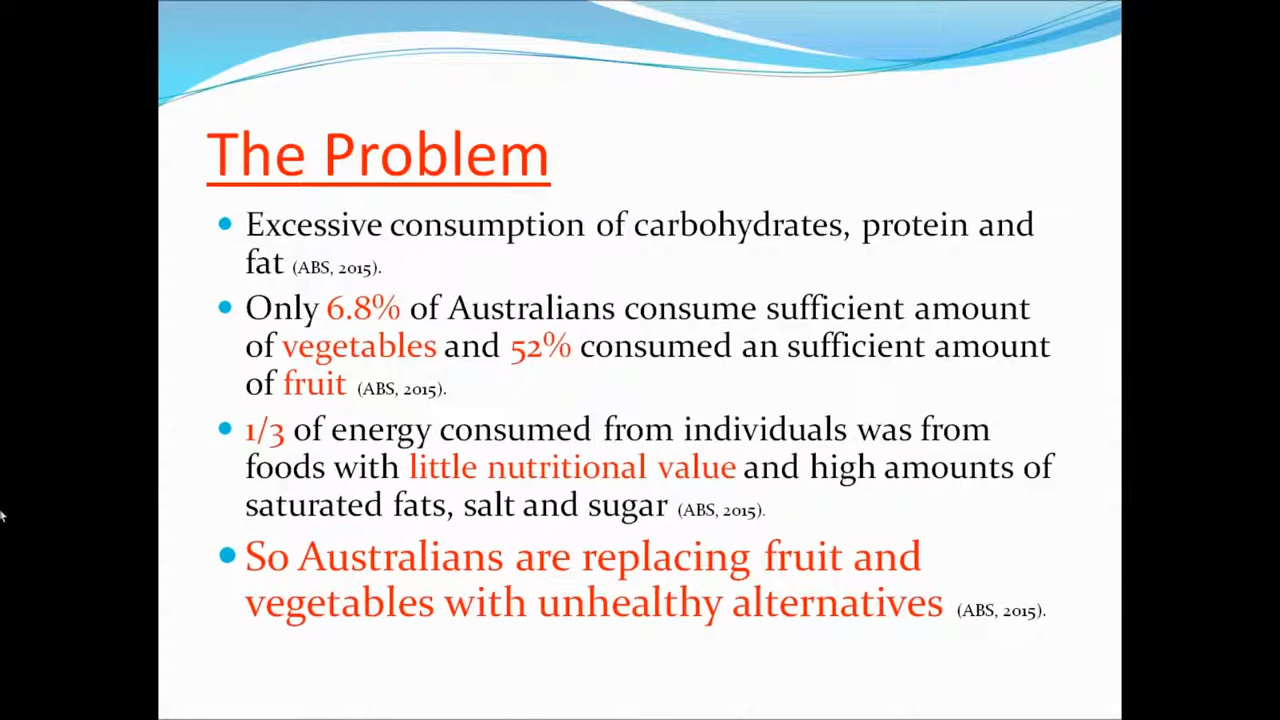 The Problem
Excessive consumption of carbohydrates, protein and
fat (ABS, 2015).
Only 6.8% of Australians consume sufficient amount
of vegetables and 52% consumed an sufficient amount
of fruit (ABS, 2015).
1/3 of energy consumed from individuals was from
foods with little nutritional value and high amounts of
saturated fats, salt and sugar (ABS, 2015).
So Australians are replacing fruit and
vegetables with unhealthy alternatives (ABS, 2015).